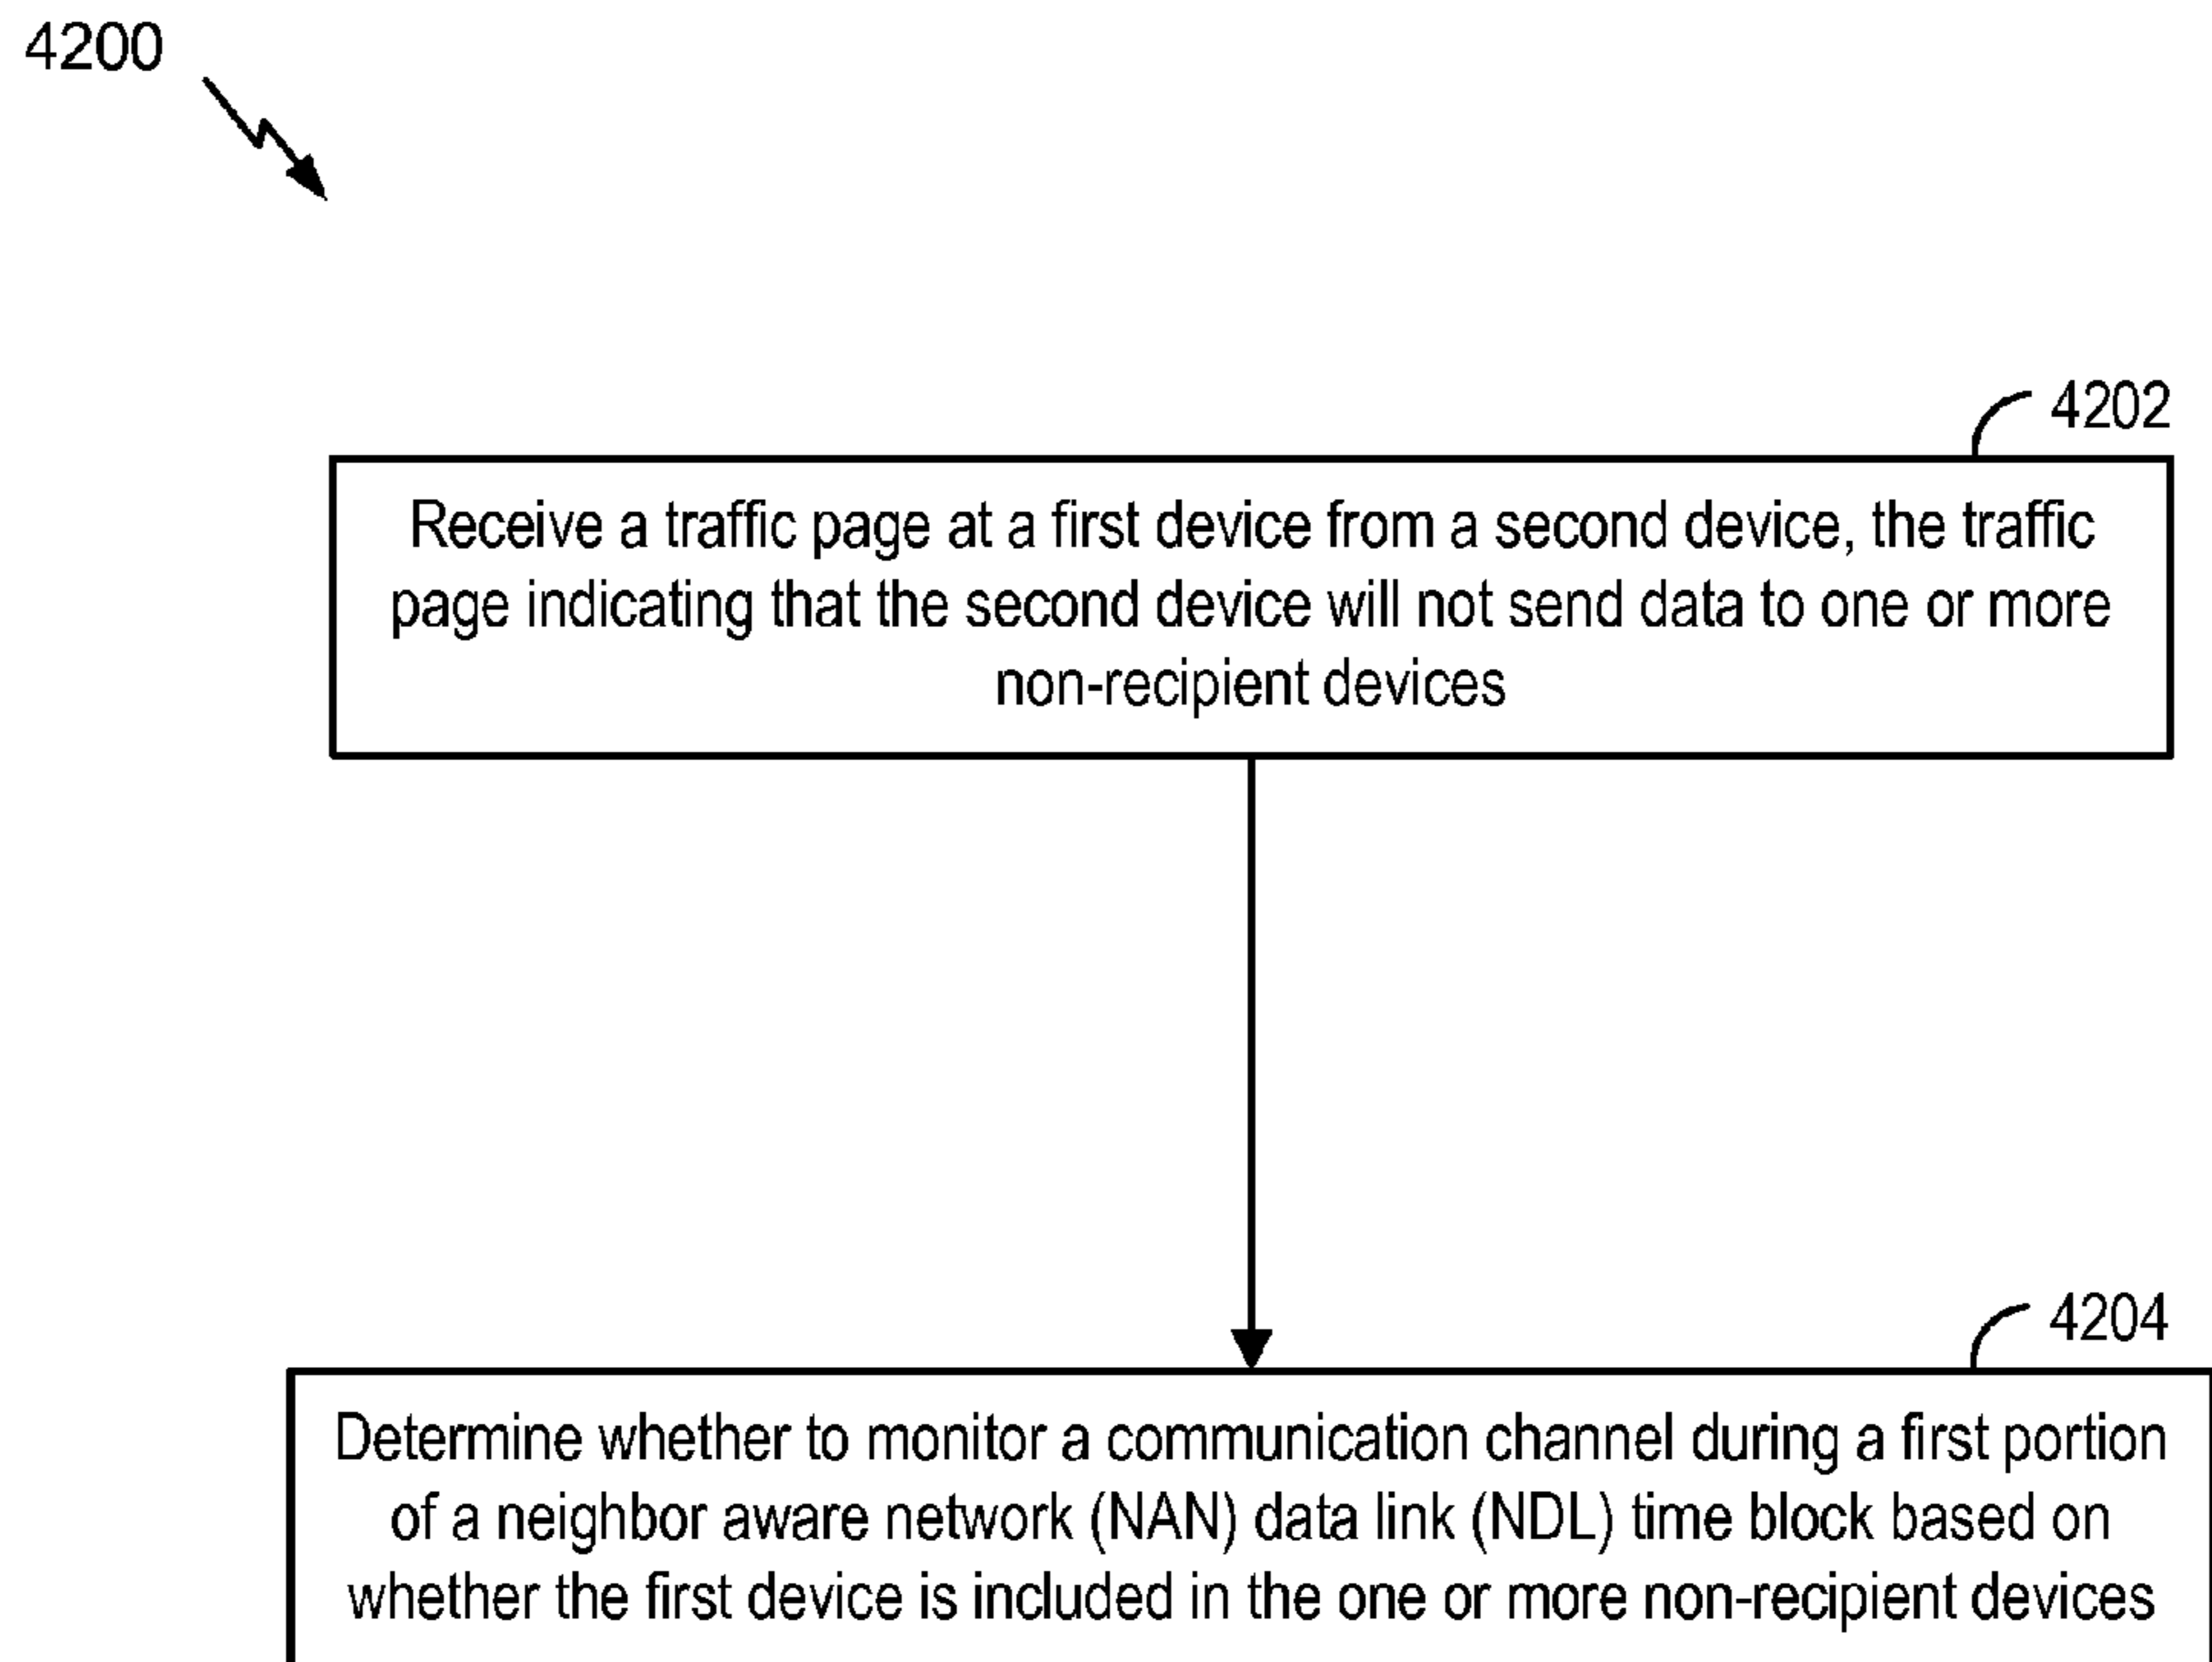 4200
4202
Receive a traffic page at a first device from a second device, the traffic
page indicating that the second device will not send data to one or more
non-recipient devices
4204
Determine whether to monitor a communication channel during a first portion
of a neighbor aware network (NAN) data link (NDL) time block based on
whether the first device is included in the one or more non-recipient devices